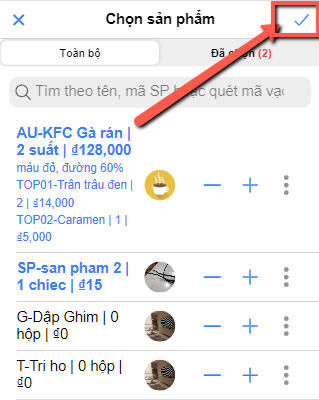 Chọn sản phẩm
Toàn bộ
Đã chọn (2)
Tìm theo tên, mã SP hoặc quét mã vạc
AU-KFC Gà rán |
2 suất | ₫128,000
màu đỏ, đường 60%
TOP01-Trân trâu đen |
2 | ₫14,000
TOP02-Caramen | 1 |
₫5,000
SP-san pham 2 |
1 chiec | ₫15
G-Dập Ghim | 0
hộp | ₫0
T-Tri ho | 0 hộp |
₫0